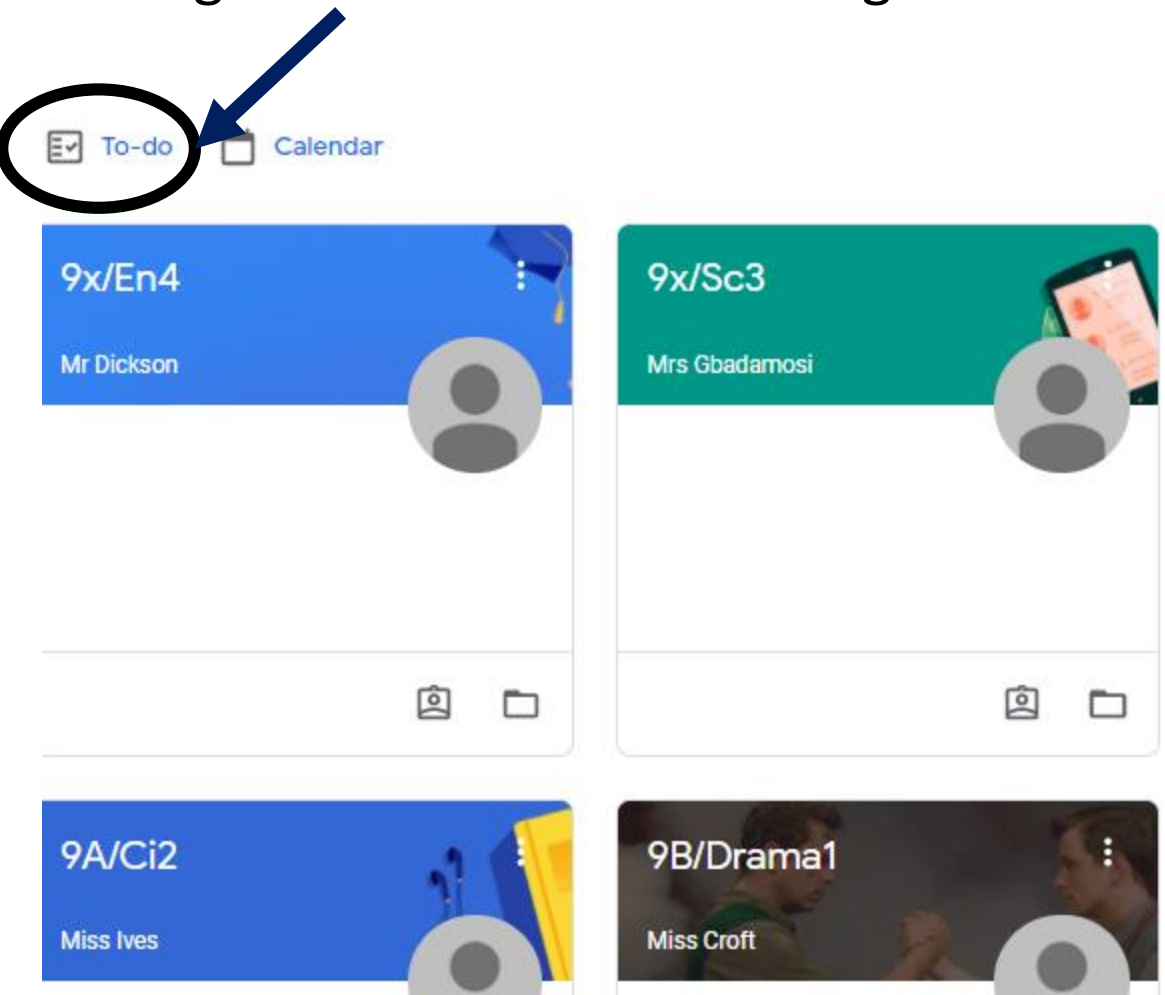 To-do Calendar
9x/En4
Mr Dickson
9x/Sc3
Mrs Gbadamosi
9A/Ci2
Miss Ives
9B/Drama1
Miss Croft